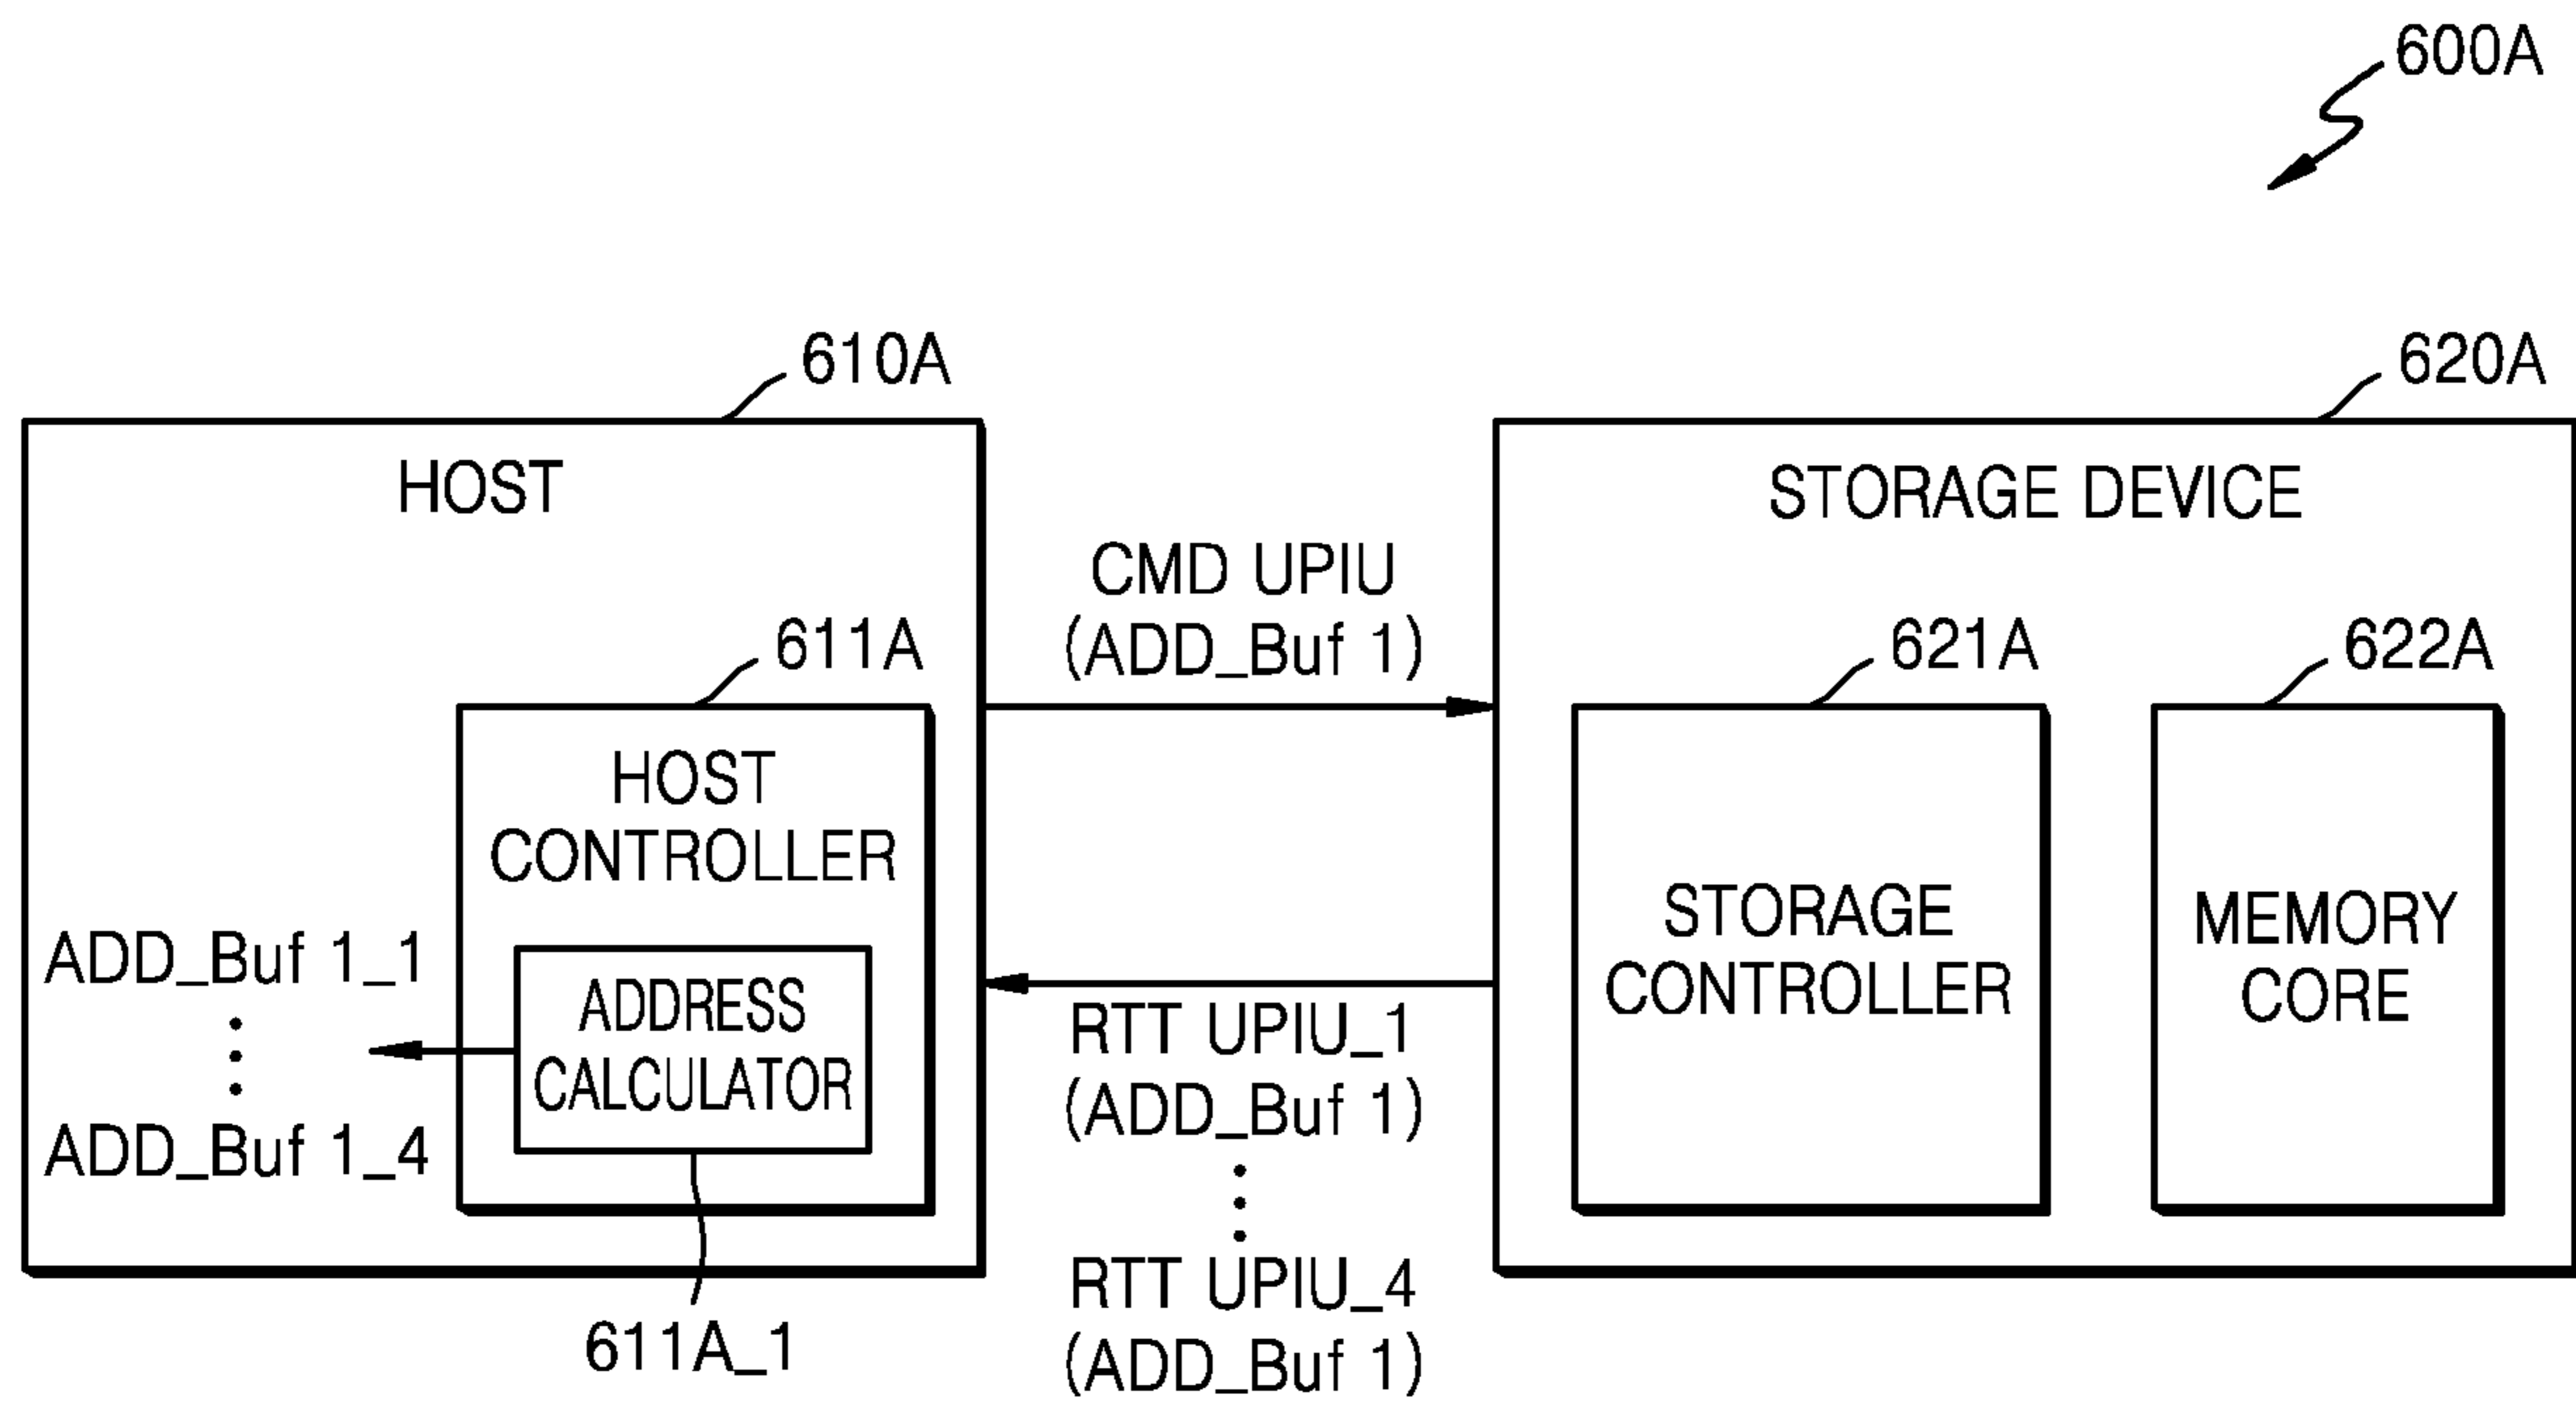 600A
610A
620A
HOST
STORAGE DEVICE
CMD UPIU
(ADD_Buf 1)
611A
621A
622A
HOST
CONTROLLER
ADDRESS
CALCULATOR
ADD_Buf 1_1
ADD_Buf 1_4
611A_1
RTT UPIU_1
(ADD_Buf 1)
RTT UPIU_4
(ADD_Buf 1)
STORAGE
CONTROLLER
MEMORY
CORE